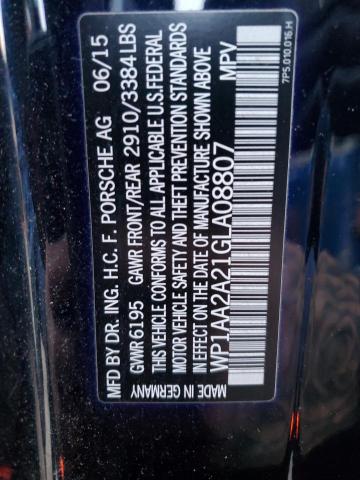 7P5.010.016.H
MFD BY DR. ING. H.C. F. PORSCHE AG 06/15
GWR 6195 GAWR FRONT/REAR 2910/3384 LBS
THIS VEHICLE CONFORMS TO ALL APPLICABLE U.S.FEDERAL
MOTOR VEHICLE SAFETY AND THEFT PREVENTION STANDARDS
IN EFFECT ON THE DATE OF MANUFACTURE SHOWN ABOVE
WP1AA2A21GLA08807 MPV
MADE IN GERMANY